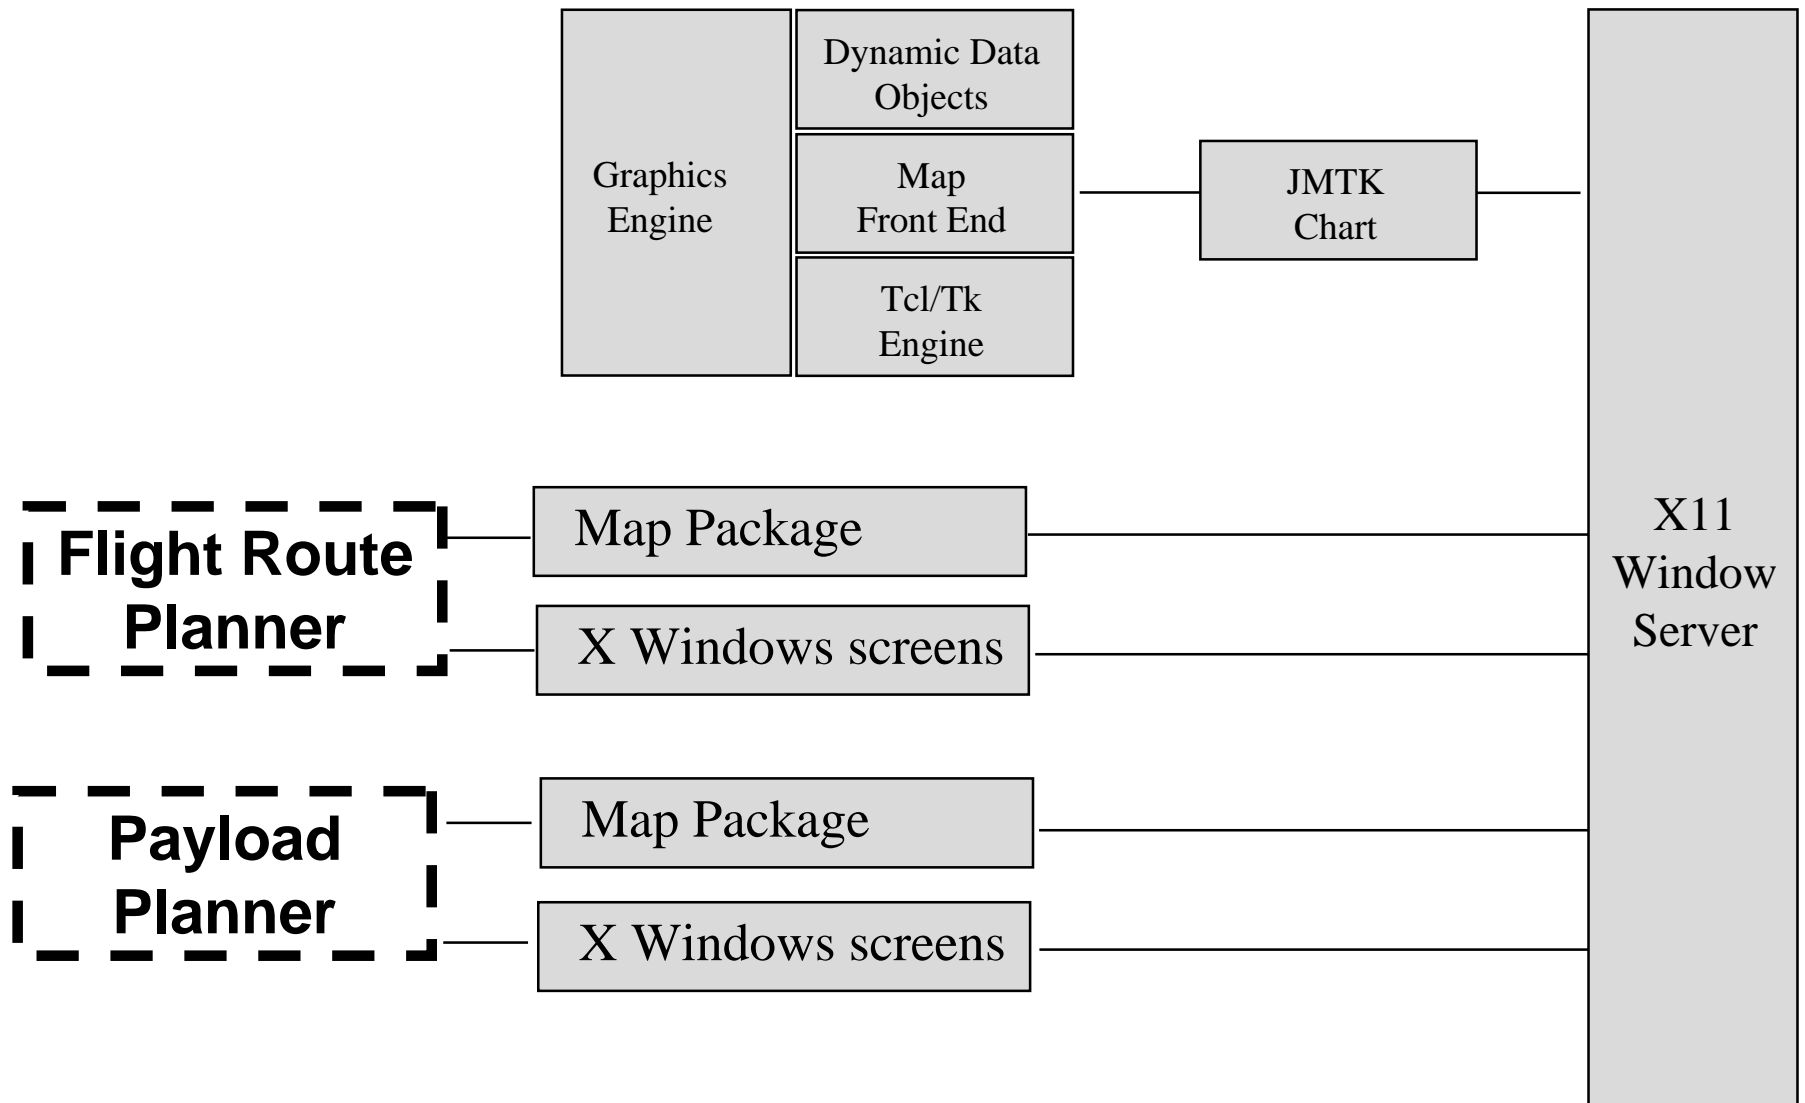 Dynamic Data
Objects
Graphics
Engine
Map
Front End
Tcl/Tk
Engine
JMTK
Chart
X11
Window
Server
Flight Route
Planner
Map Package
X Windows screens
Payload
Planner
Map Package
X Windows screens